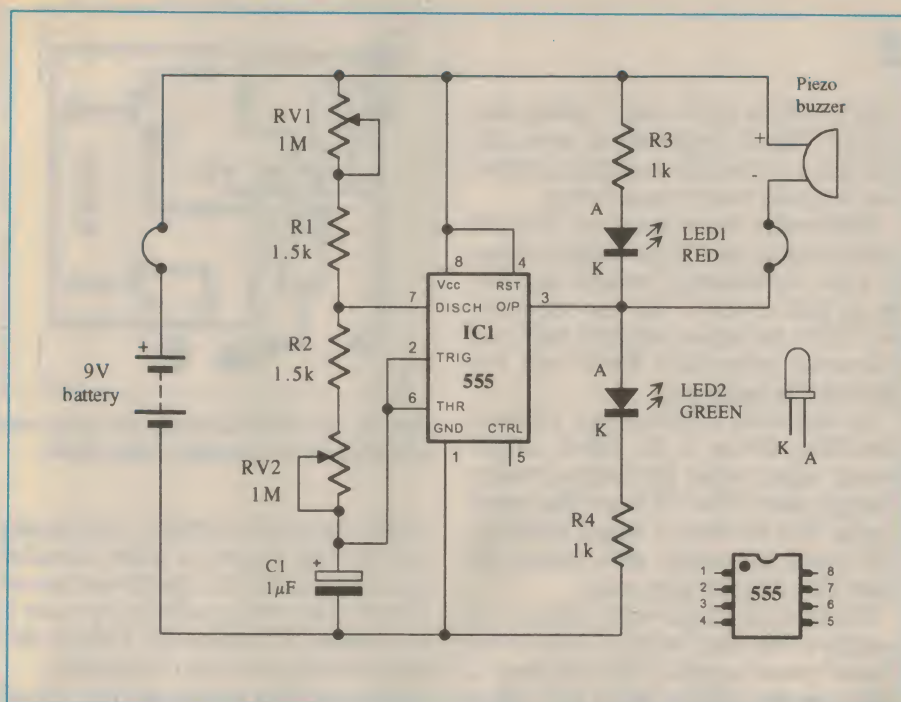 Piezo
buzzer
+
-
RV1
1M
R3
1k
A
LED1
RED
K
R1
1.5k
8
4
Vcc
RST
7
DISCH
O/P
3
IC1
R2
1.5k
2
TRIG
555
6
THR
GND
CTRL
1
5
+
9V
battery
A
LED2
GREEN
K
K
A
RV2
1M
R4
1k
C1
+
1µF
1
2
3
4
555
8
7
6
5